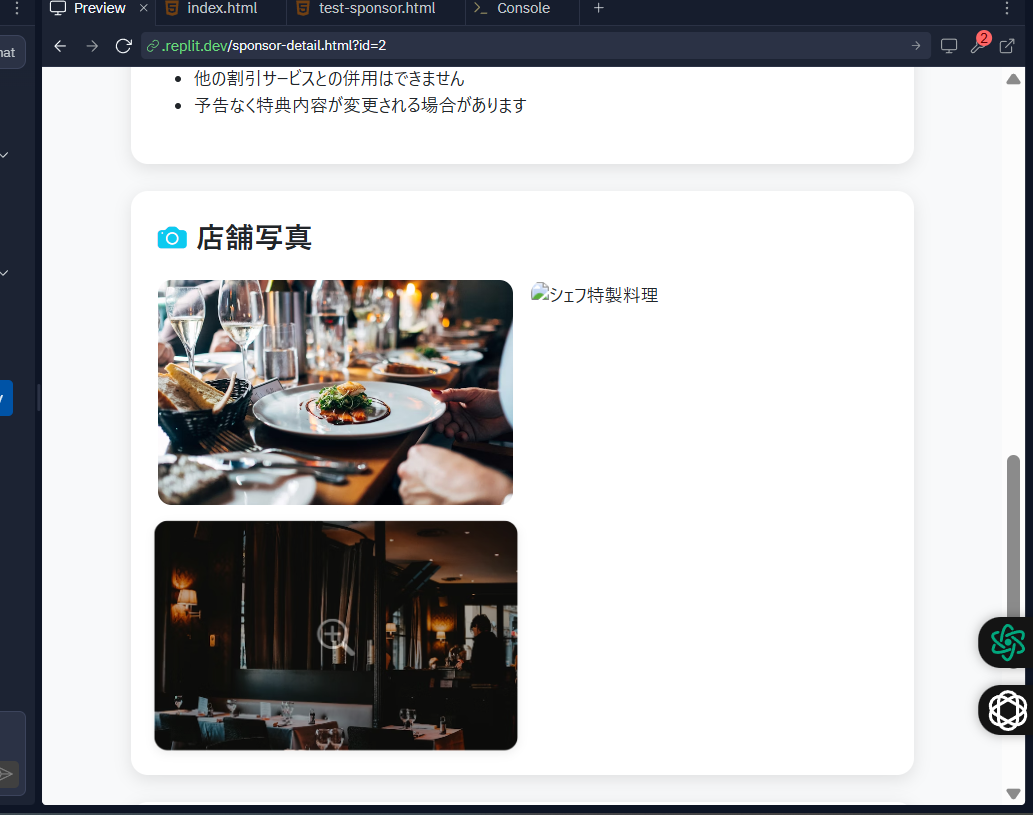 Preview
index.html
test-sponsor.html
Console
hat
.replit.dev/sponsor-detail.html?id=2
2
他の割引サービスとの併用はできません
予告なく特典内容が変更される場合があります
店舗写真
シェフ特製料理